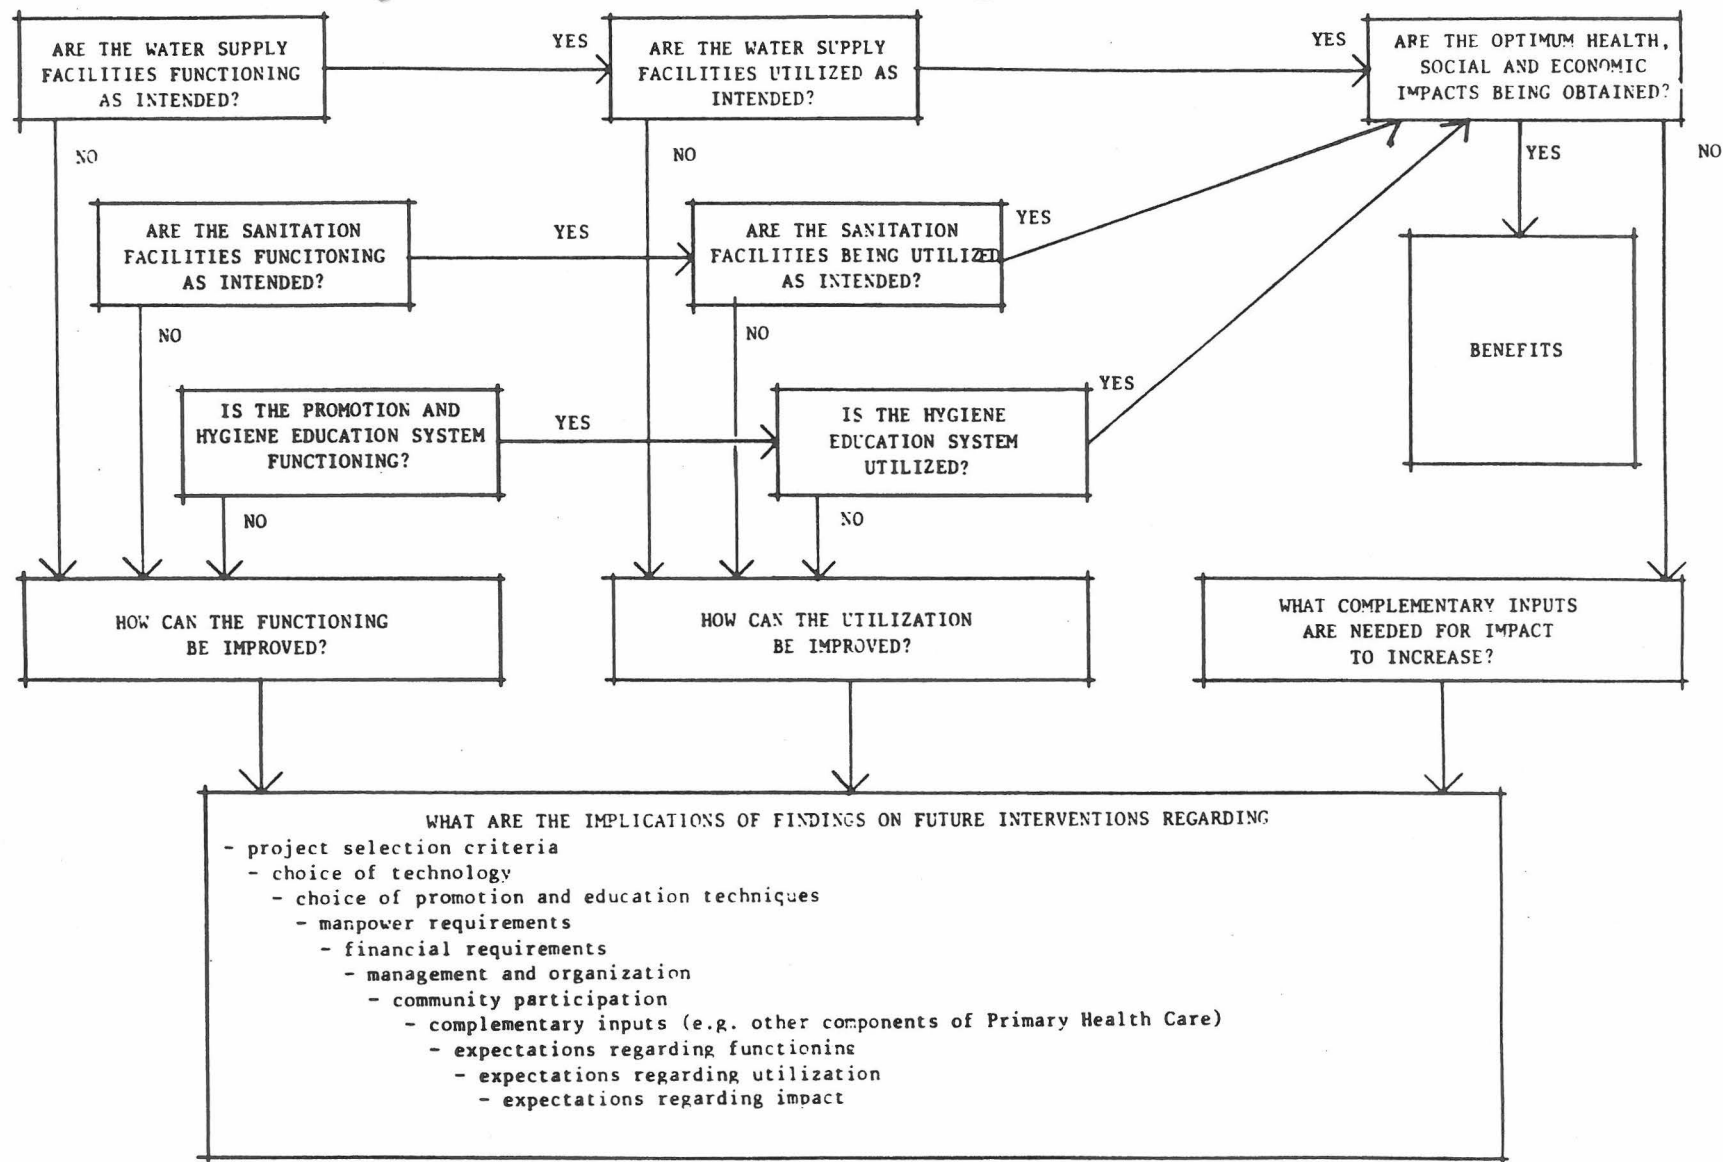 ARE THE WATER SUPPLY
FACILITIES FUNCTIONING
AS INTENDED?
YES
ARE THE WATER SUPPLY
FACILITIES UTILIZED AS
INTENDED?
YES
ARE THE OPTIMUM HEALTH,
SOCIAL AND ECONOMIC
IMPACTS BEING OBTAINED?
NO
NO
YES
NO
ARE THE SANITATION
FACILITIES FUNCITONING
AS INTENDED?
YES
ARE THE SANITATION
FACILITIES BEING UTILIZED
AS INTENDED?
YES
NO
NO
BENEFITS
IS THE PROMOTION AND
HYGIENE EDUCATION SYSTEM
FUNCTIONING?
YES
IS THE HYGIENE
EDUCATION SYSTEM
UTILIZED?
YES
NO
NO
HOW CAN THE FUNCTIONING
BE IMPROVED?
HOW CAN THE UTILIZATION
BE IMPROVED?
WHAT COMPLEMENTARY INPUTS
ARE NEEDED FOR IMPACT
TO INCREASE?
WHAT ARE THE IMPLICATIONS OF FINDINGS ON FUTURE INTERVENTIONS REGARDING
- project selection criteria
- choice of technology
- choice of promotion and education techniques
- manpower requirements
- financial requirements
- management and organization
- community participation
- complementary inputs (e.g. other components of Primary Health Care)
- expectations regarding functioning
- expectations regarding utilization
- expectations regarding impact